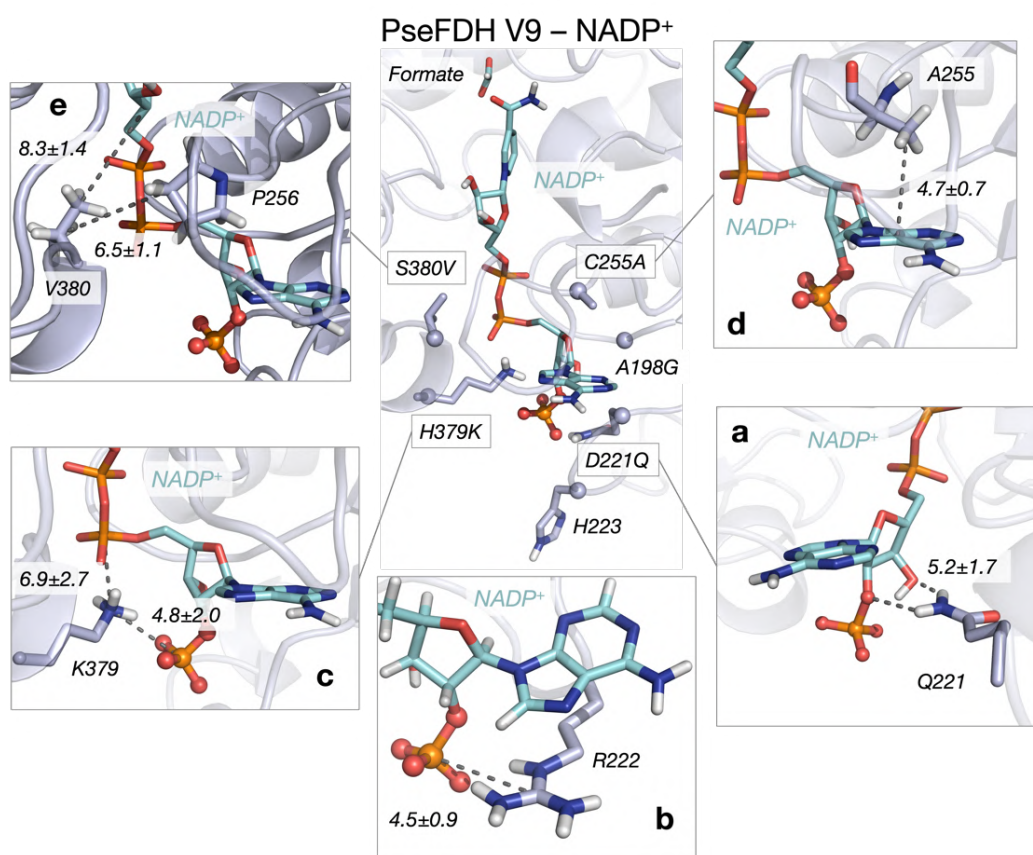 PseFDH V9 – NADP⁺
e
NADP⁺
8.3±1.4
P256
6.5±1.1
V380
Formate
NADP⁺
S380V
C255A
A198G
H379K
D221Q
H223
A255
4.7±0.7
NADP⁺
d
NADP⁺
6.9±2.7
4.8±2.0
K379
c
NADP⁺
R222
4.5±0.9
b
a
NADP⁺
5.2±1.7
Q221